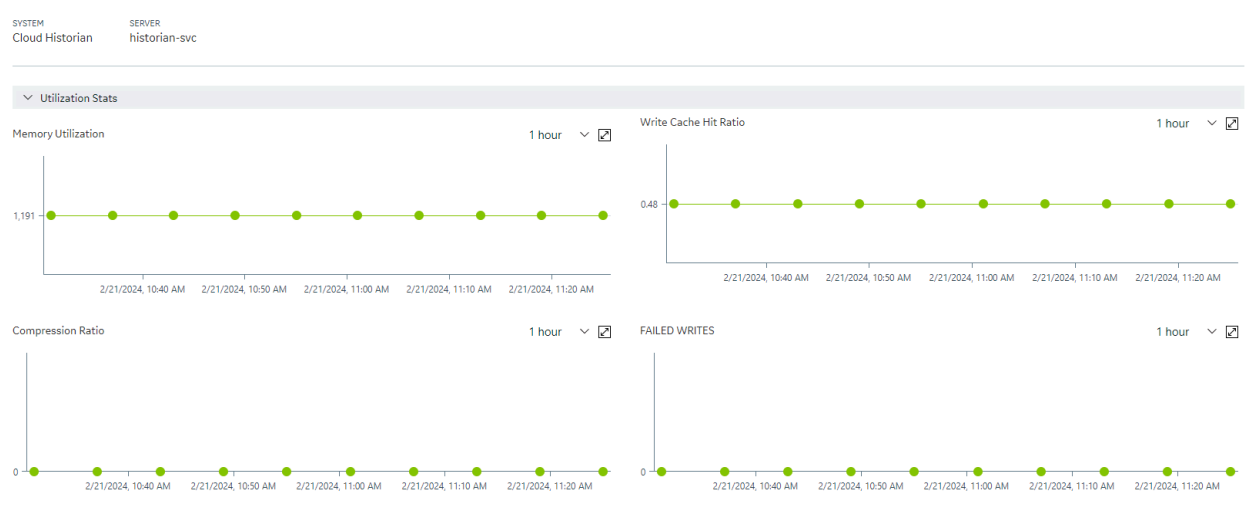 SYSTEM SERVER
Cloud Historian historian-svc
Utilization Stats
Memory Utilization 1 hour
1,191
2/21/2024, 10:40 AM 2/21/2024, 10:50 AM 2/21/2024, 11:00 AM 2/21/2024, 11:10 AM 2/21/2024, 11:20 AM
Write Cache Hit Ratio 1 hour
0.48
2/21/2024, 10:40 AM 2/21/2024, 10:50 AM 2/21/2024, 11:00 AM 2/21/2024, 11:10 AM 2/21/2024, 11:20 AM
Compression Ratio 1 hour
0
2/21/2024, 10:40 AM 2/21/2024, 10:50 AM 2/21/2024, 11:00 AM 2/21/2024, 11:10 AM 2/21/2024, 11:20 AM
FAILED WRITES 1 hour
0
2/21/2024, 10:40 AM 2/21/2024, 10:50 AM 2/21/2024, 11:00 AM 2/21/2024, 11:10 AM 2/21/2024, 11:20 AM